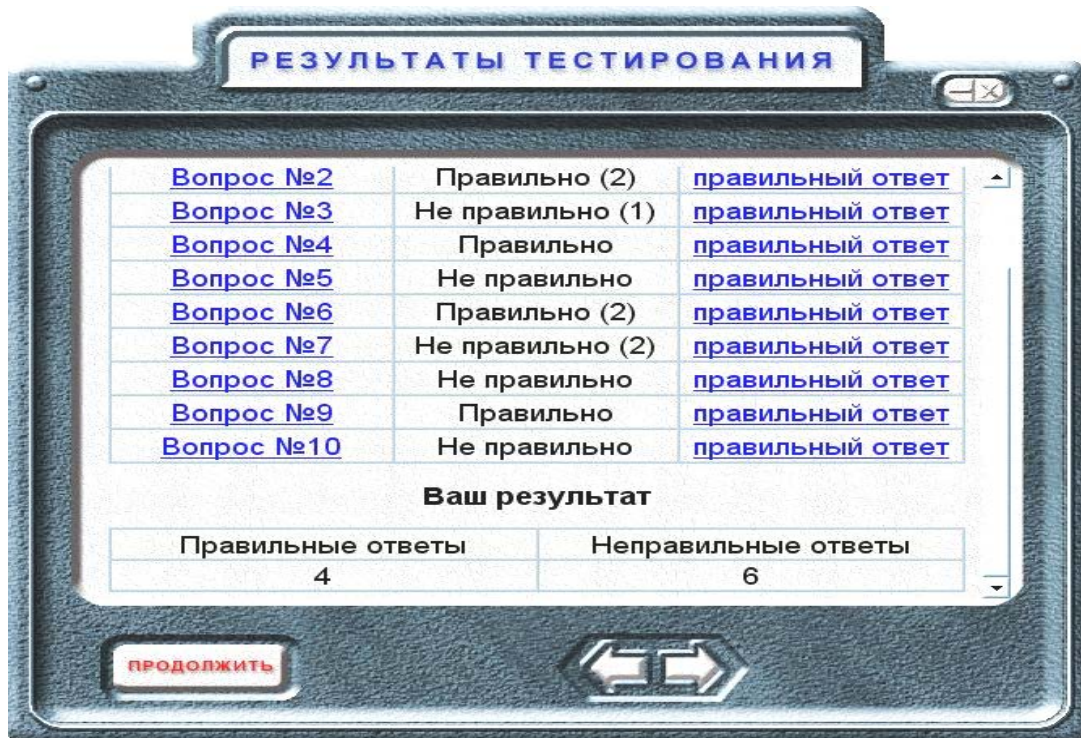 РЕЗУЛЬТАТЫ ТЕСТИРОВАНИЯ
Вопрос №2 Правильно (2) правильный ответ
Вопрос №3 Не правильно (1) правильный ответ
Вопрос №4 Правильно правильный ответ
Вопрос №5 Не правильно правильный ответ
Вопрос №6 Правильно (2) правильный ответ
Вопрос №7 Не правильно (2) правильный ответ
Вопрос №8 Не правильно правильный ответ
Вопрос №9 Правильно правильный ответ
Вопрос №10 Не правильно правильный ответ
Ваш результат
Правильные ответы Неправильные ответы
4 6
ПРОДОЛЖИТЬ